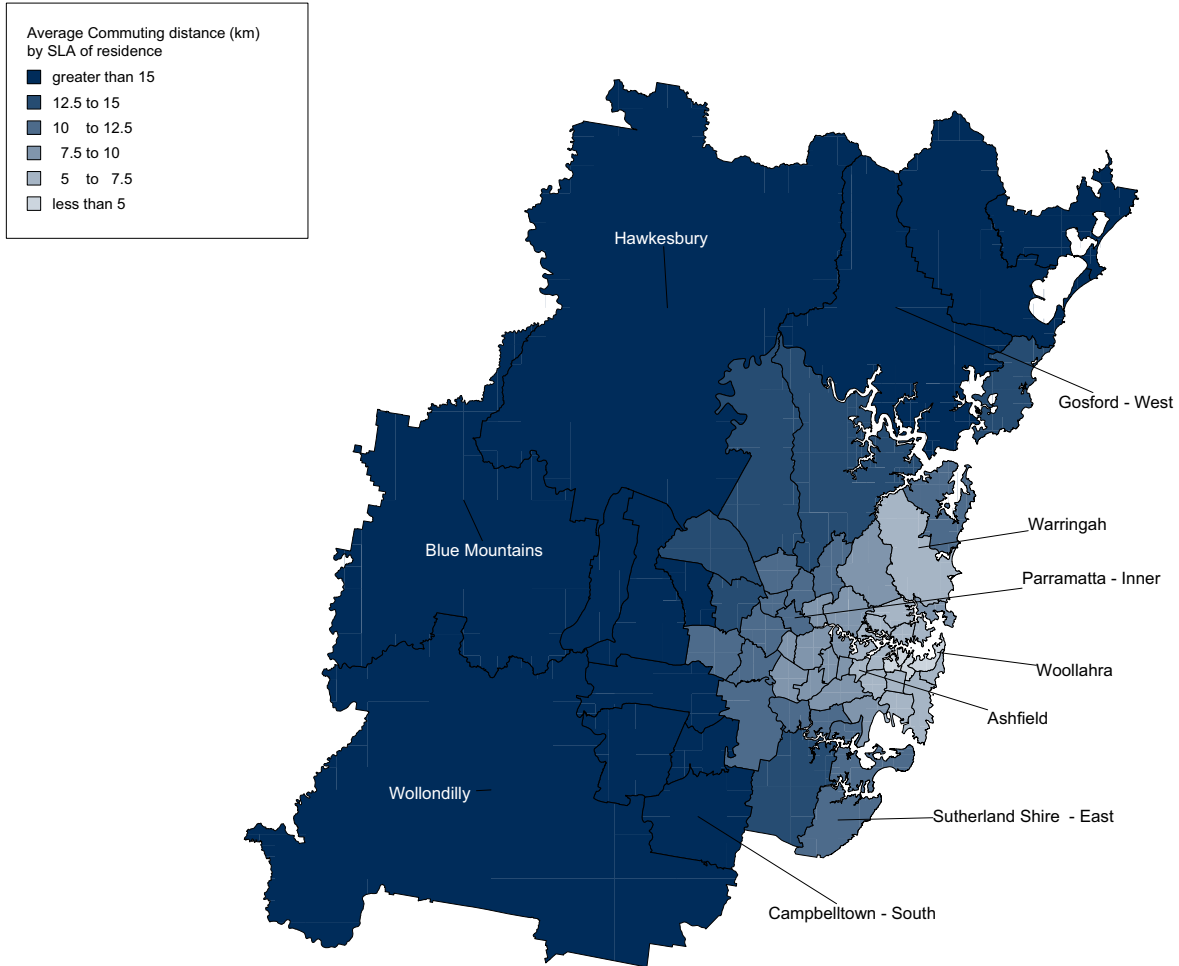 Average Commuting distance (km)
by SLA of residence
greater than 15
12.5 to 15
10 to 12.5
7.5 to 10
5 to 7.5
less than 5
Hawkesbury
Gosford - West
Warringah
Blue Mountains
Parramatta - Inner
Woollahra
Ashfield
Wollondilly
Sutherland Shire - East
Campbelltown - South